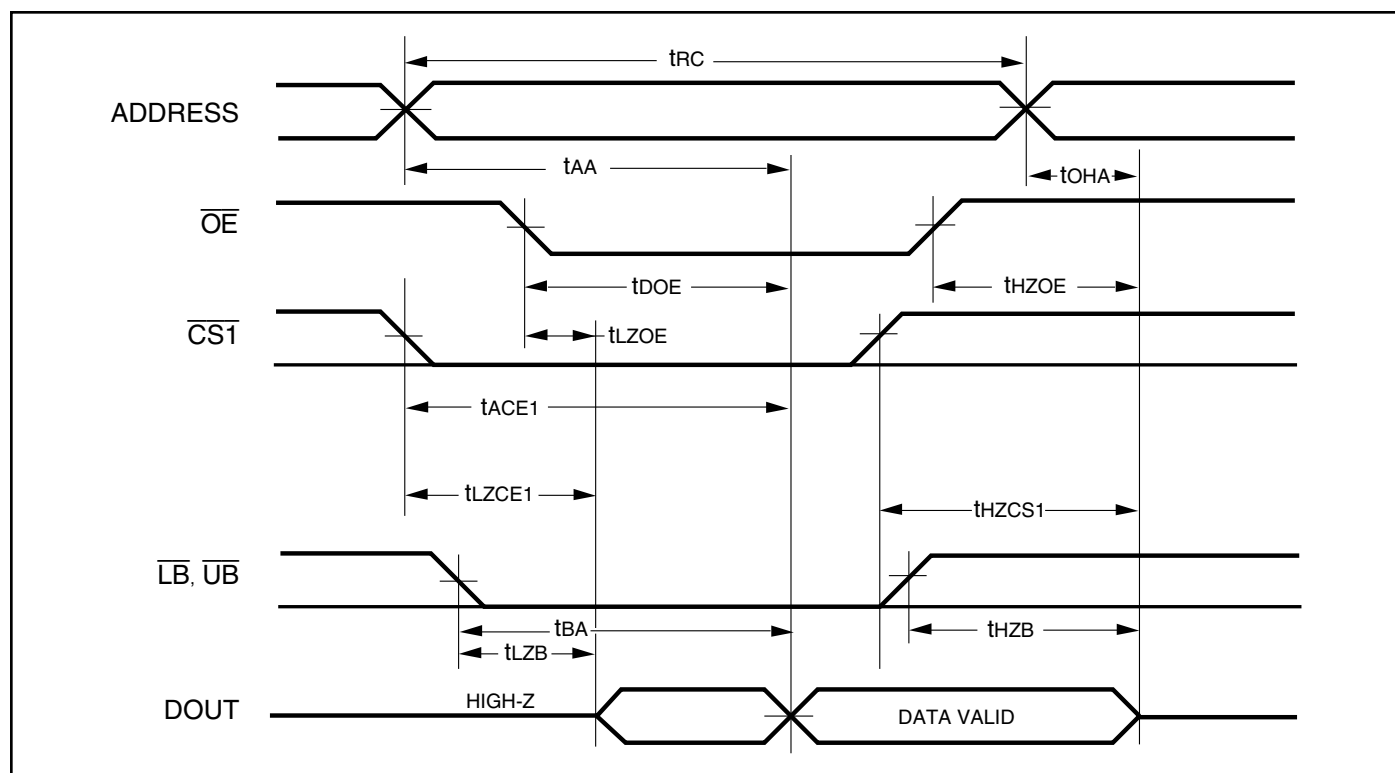 tRC
ADDRESS
tAA
tOHA
OE
tDOE
tHZOE
CS1
tLZOE
tACE1
tLZCE1
tHZCS1
LB, UB
tBA
tHZB
tLZB
HIGH-Z
DOUT
DATA VALID